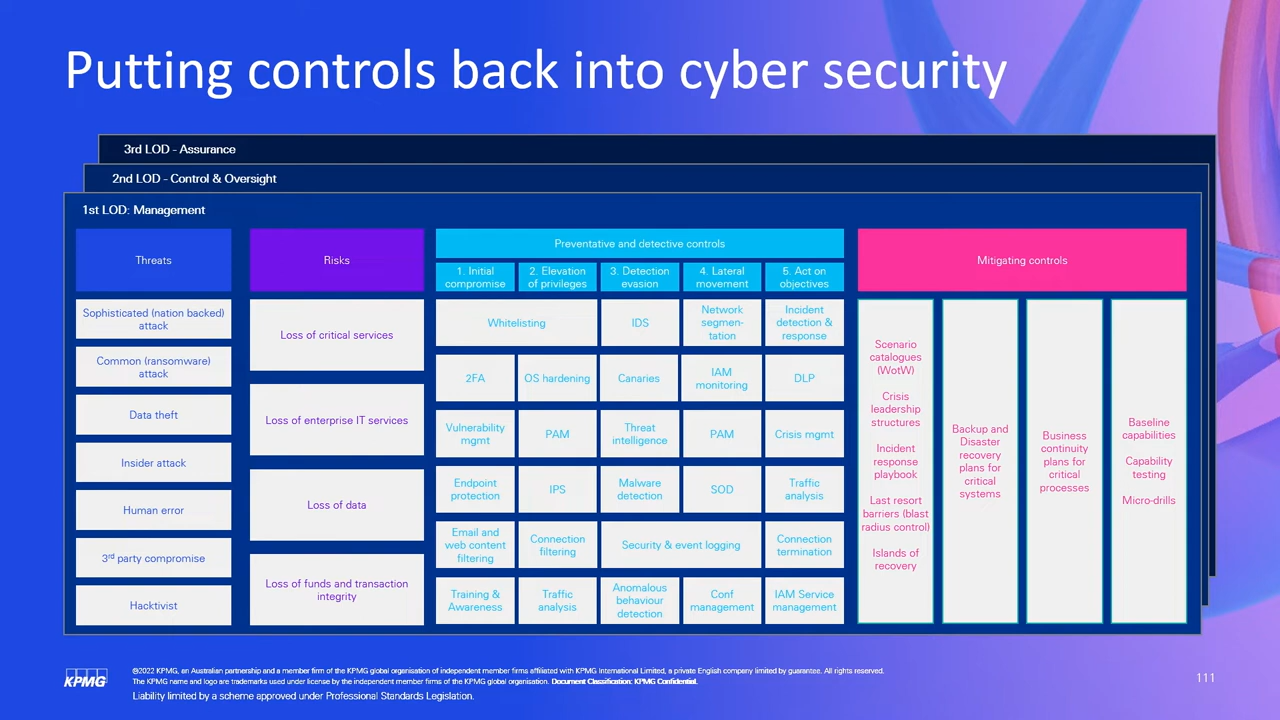 Putting controls back into cyber security
3rd LOD - Assurance
2nd LOD - Control & Oversight
1st LOD: Management
Threats
Sophisticated (nation backed)
attack
Common (ransomware)
attack
Data theft
Insider attack
Human error
3rd party compromise
Hacktivist
Risks
Loss of critical services
Loss of enterprise IT services
Loss of data
Loss of funds and transaction
integrity
Preventative and detective controls
1. Initial
compromise
2. Elevation
of privileges
3. Detection
evasion
4. Lateral
movement
5. Act on
objectives
Whitelisting
IDS
Network
segmen-
tation
Incident
detection &
response
2FA
OS hardening
Canaries
IAM
monitoring
DLP
Vulnerability
mgmt
PAM
Threat
intelligence
PAM
Crisis mgmt
Endpoint
protection
IPS
Malware
detection
SOD
Traffic
analysis
Email and
web content
filtering
Connection
filtering
Security & event logging
Connection
termination
Training &
Awareness
Traffic
analysis
Anomalous
behaviour
detection
Conf
management
IAM Service
management
Mitigating controls
Scenario
catalogues
(WotW)
Crisis
leadership
structures
Incident
response
playbook
Last resort
barriers (blast
radius control)
Islands of
recovery
Backup and
Disaster
recovery
plans for
critical
systems
Business
continuity
plans for
critical
processes
Baseline
capabilities
Capability
testing
Micro-drills
KPMG
©2022 KPMG, an Australian partnership and a member firm of the KPMG global organisation of independent member firms affiliated with KPMG International Limited, a private English company limited by guarantee. All rights reserved.
The KPMG name and logo are trademarks used under license by the independent member firms of the KPMG global organisation. Document Classification: KPMG Confidential.
Liability limited by a scheme approved under Professional Standards Legislation.
111